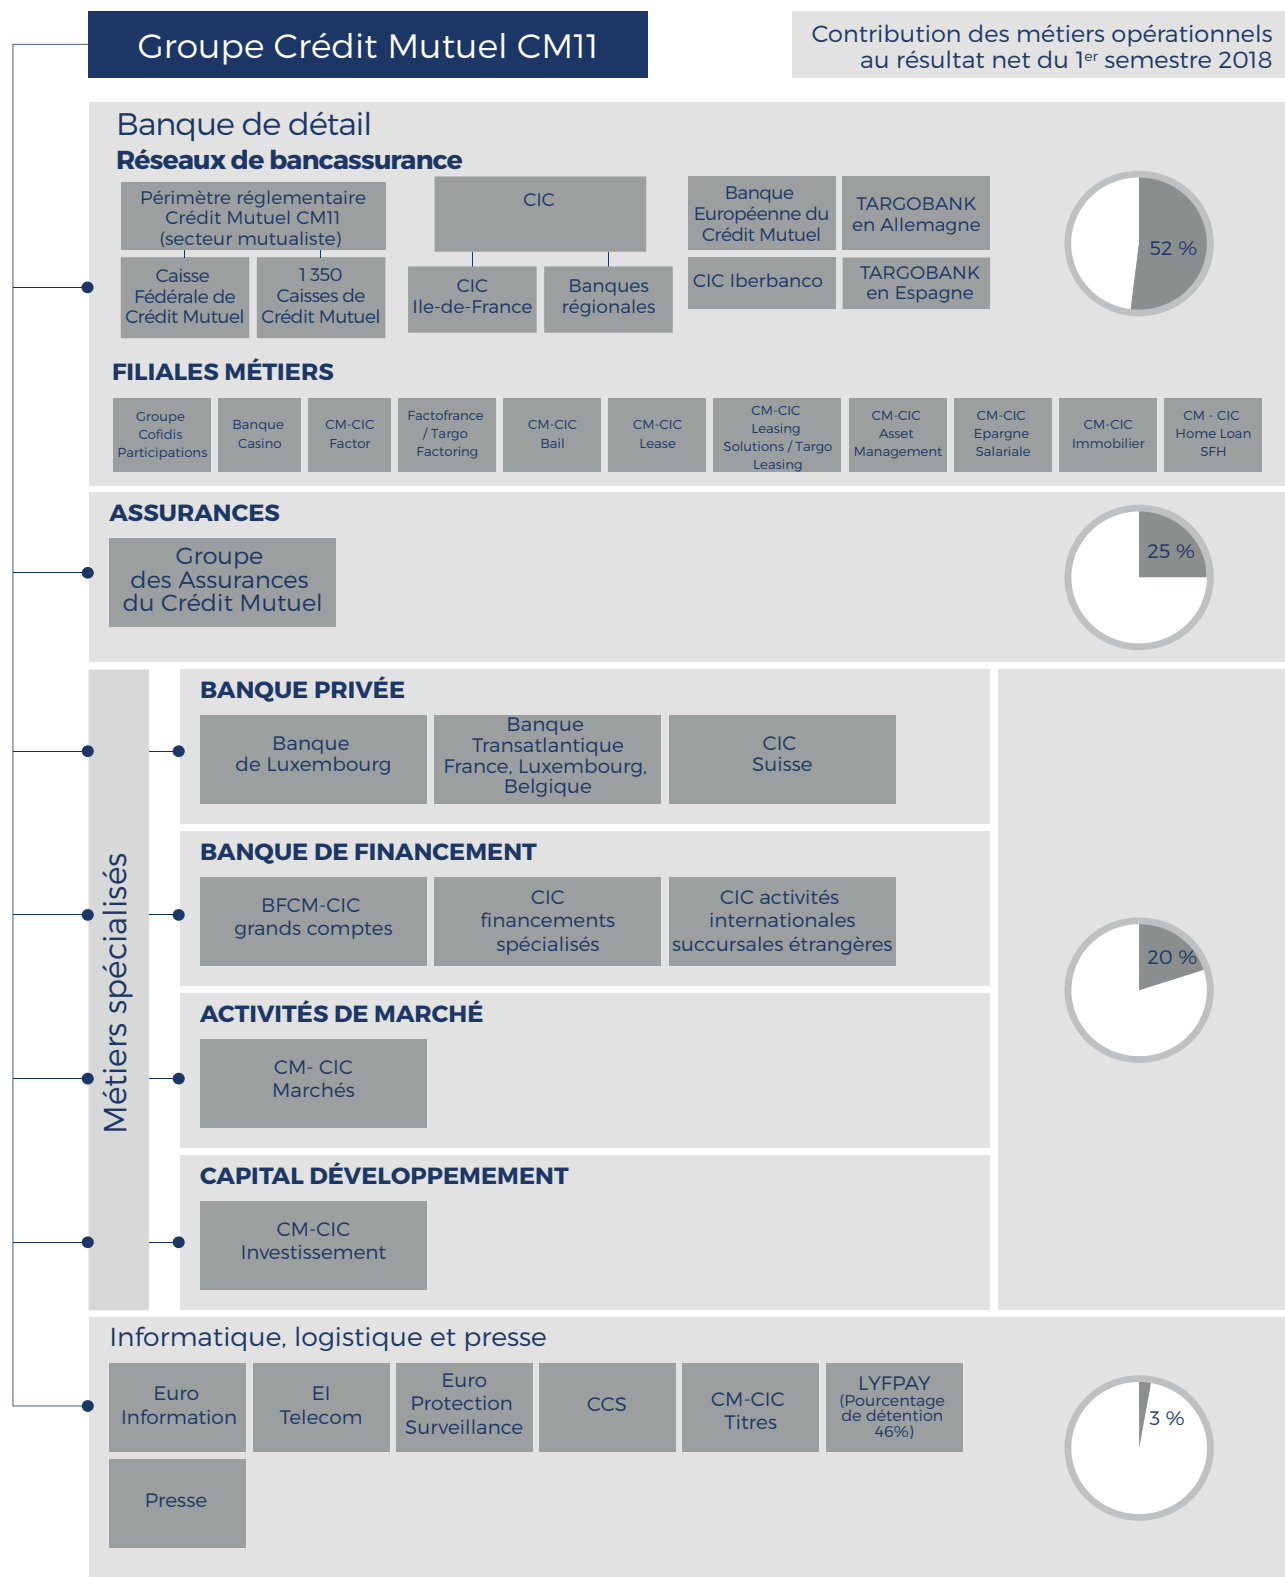 Groupe Crédit Mutuel CM11
Contribution des métiers opérationnels
au résultat net du 1er semestre 2018
Banque de détail
Réseaux de bancassurance
Périmètre réglementaire
Crédit Mutuel CM11
(secteur mutualiste)
Caisse
Fédérale de
Crédit Mutuel
1 350
Caisses de
Crédit Mutuel
CIC
CIC
Ile-de-France
Banques
régionales
Banque
Européenne du
Crédit Mutuel
TARGOBANK
en Allemagne
CIC Iberbanco
TARGOBANK
en Espagne
52 %
FILIALES MÉTIERS
Groupe
Cofidis
Participations
Banque
Casino
CM-CIC
Factor
Factofrance
/ Targo
Factoring
CM-CIC
Bail
CM-CIC
Lease
CM-CIC
Leasing
Solutions / Targo
Leasing
CM-CIC
Asset
Management
CM-CIC
Epargne
Salariale
CM-CIC
Immobilier
CM - CIC
Home Loan
SFH
ASSURANCES
Groupe
des Assurances
du Crédit Mutuel
25 %
Métiers spécialisés
BANQUE PRIVÉE
Banque
de Luxembourg
Banque
Transatlantique
France, Luxembourg,
Belgique
CIC
Suisse
BANQUE DE FINANCEMENT
BFCM-CIC
grands comptes
CIC
financements
spécialisés
CIC activités
internationales
succursales étrangères
20 %
ACTIVITÉS DE MARCHÉ
CM- CIC
Marchés
CAPITAL DÉVELOPPEMEMENT
CM-CIC
Investissement
Informatique, logistique et presse
Euro
Information
EI
Telecom
Euro
Protection
Surveillance
CCS
CM-CIC
Titres
LYFPAY
(Pourcentage
de détention
46%)
Presse
3 %